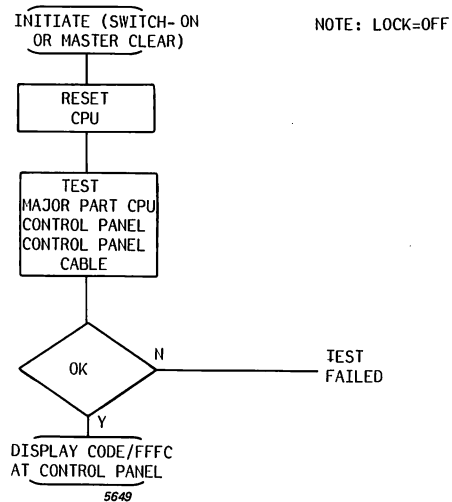 INITIATE (SWITCH-ON
OR MASTER CLEAR)
NOTE: LOCK=OFF
RESET
CPU
TEST
MAJOR PART CPU
CONTROL PANEL
CONTROL PANEL
CABLE
OK
N
TEST
FAILED
Y
DISPLAY CODE/FFFC
AT CONTROL PANEL
5649